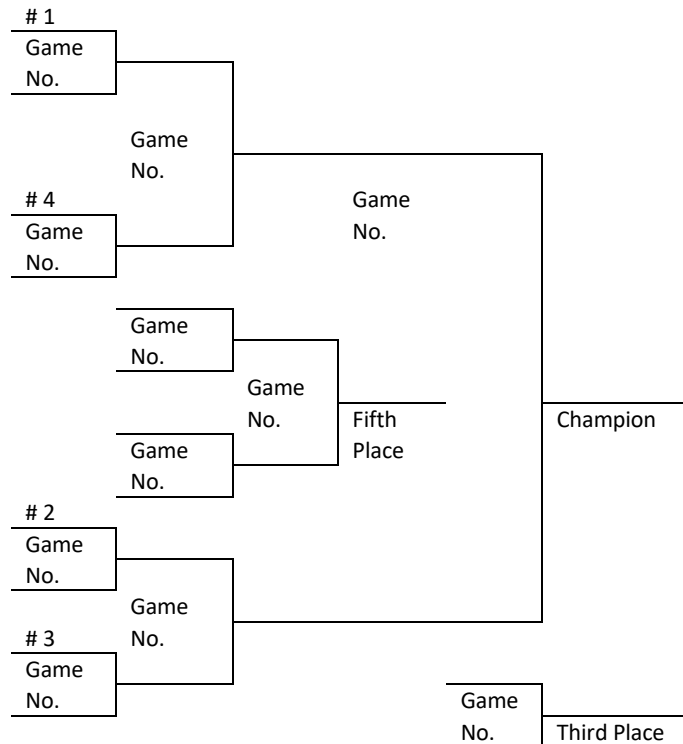 # 1
Game
No.
Game
No.
# 4
Game
No.
Game
No.
Game
No.
Game
No.
Fifth
Place
Champion
Game
No.
# 2
Game
No.
Game
No.
# 3
Game
No.
Game
No.
Third Place